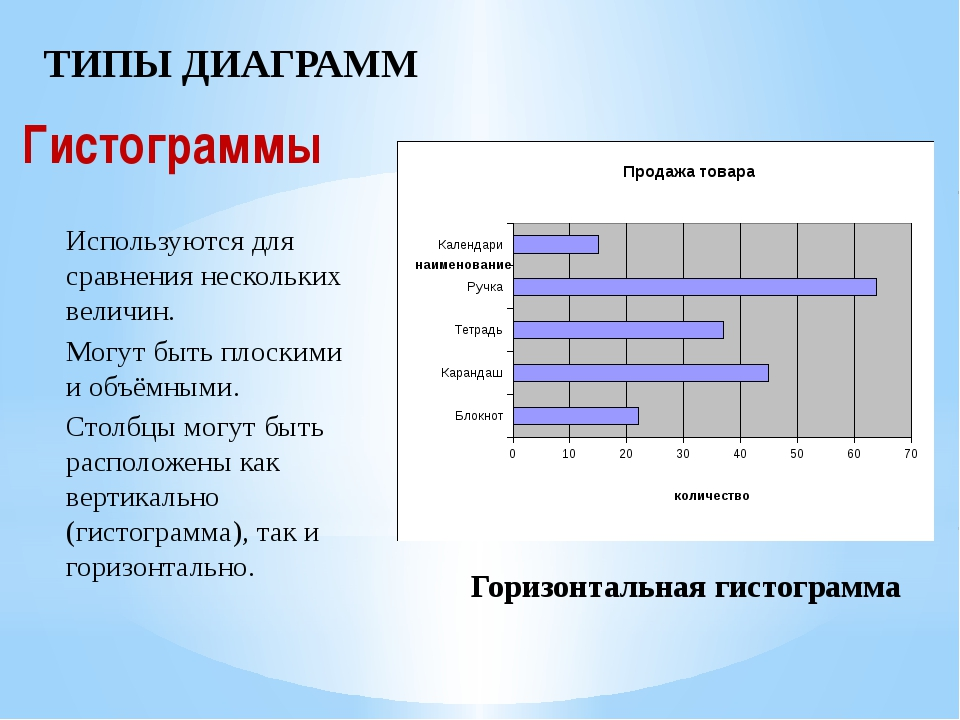 ТИПЫ ДИАГРАММ
Гистограммы
Используются для
сравнения нескольких
величин.
Могут быть плоскими
и объёмными.
Столбцы могут быть
расположены как
вертикально
(гистограмма), так и
горизонтально.
Продажа товара
Календари
наименование
Ручка
Тетрадь
Карандаш
Блокнот
0 10 20 30 40 50 60 70
количество
Горизонтальная гистограмма